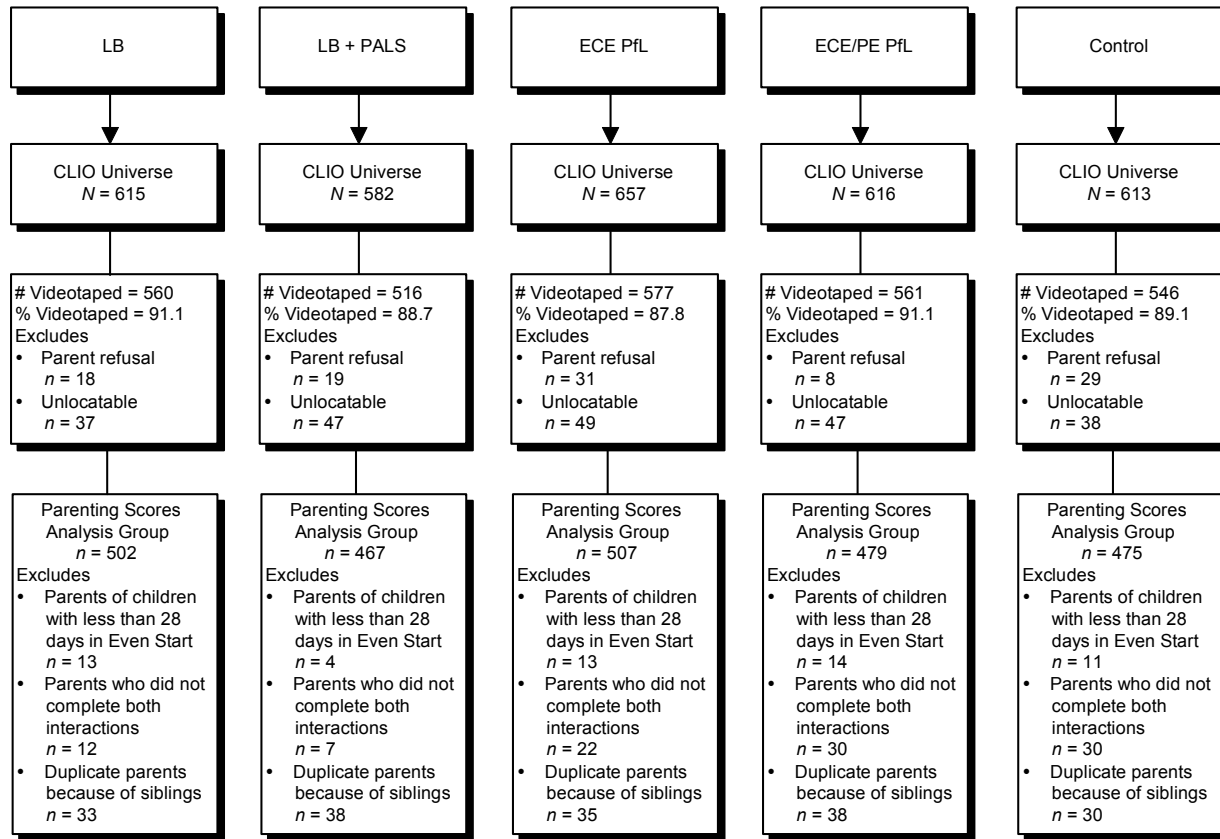 LB
CLIO Universe
N = 615
# Videotaped = 560
% Videotaped = 91.1
Excludes
• Parent refusal
n = 18
• Unlocatable
n = 37
Parenting Scores
Analysis Group
n = 502
Excludes
• Parents of children
with less than 28
days in Even Start
n = 13
• Parents who did not
complete both
interactions
n = 12
• Duplicate parents
because of siblings
n = 33
LB + PALS
CLIO Universe
N = 582
# Videotaped = 516
% Videotaped = 88.7
Excludes
• Parent refusal
n = 19
• Unlocatable
n = 47
Parenting Scores
Analysis Group
n = 467
Excludes
• Parents of children
with less than 28
days in Even Start
n = 4
• Parents who did not
complete both
interactions
n = 7
• Duplicate parents
because of siblings
n = 38
ECE PfL
CLIO Universe
N = 657
# Videotaped = 577
% Videotaped = 87.8
Excludes
• Parent refusal
n = 31
• Unlocatable
n = 49
Parenting Scores
Analysis Group
n = 507
Excludes
• Parents of children
with less than 28
days in Even Start
n = 13
• Parents who did not
complete both
interactions
n = 22
• Duplicate parents
because of siblings
n = 35
ECE/PE PfL
CLIO Universe
N = 616
# Videotaped = 561
% Videotaped = 91.1
Excludes
• Parent refusal
n = 8
• Unlocatable
n = 47
Parenting Scores
Analysis Group
n = 479
Excludes
• Parents of children
with less than 28
days in Even Start
n = 14
• Parents who did not
complete both
interactions
n = 30
• Duplicate parents
because of siblings
n = 38
Control
CLIO Universe
N = 613
# Videotaped = 546
% Videotaped = 89.1
Excludes
• Parent refusal
n = 29
• Unlocatable
n = 38
Parenting Scores
Analysis Group
n = 475
Excludes
• Parents of children
with less than 28
days in Even Start
n = 11
• Parents who did not
complete both
interactions
n = 30
• Duplicate parents
because of siblings
n = 30